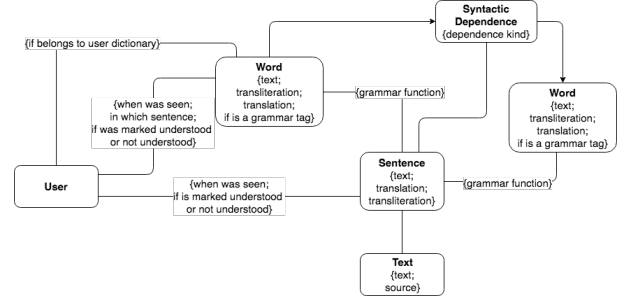 Syntactic
Dependence
{dependence kind}
{if belongs to user dictionary}
Word
{text;
transliteration;
translation;
if is a grammar tag}
{grammar function}
Word
{text;
transliteration;
translation;
if is a grammar tag}
{when was seen;
in which sentence;
if was marked understood
or not understood}
User
{when was seen;
if is marked understood
or not understood}
Sentence
{text;
translation;
transliteration}
{grammar function}
Text
{text;
source}